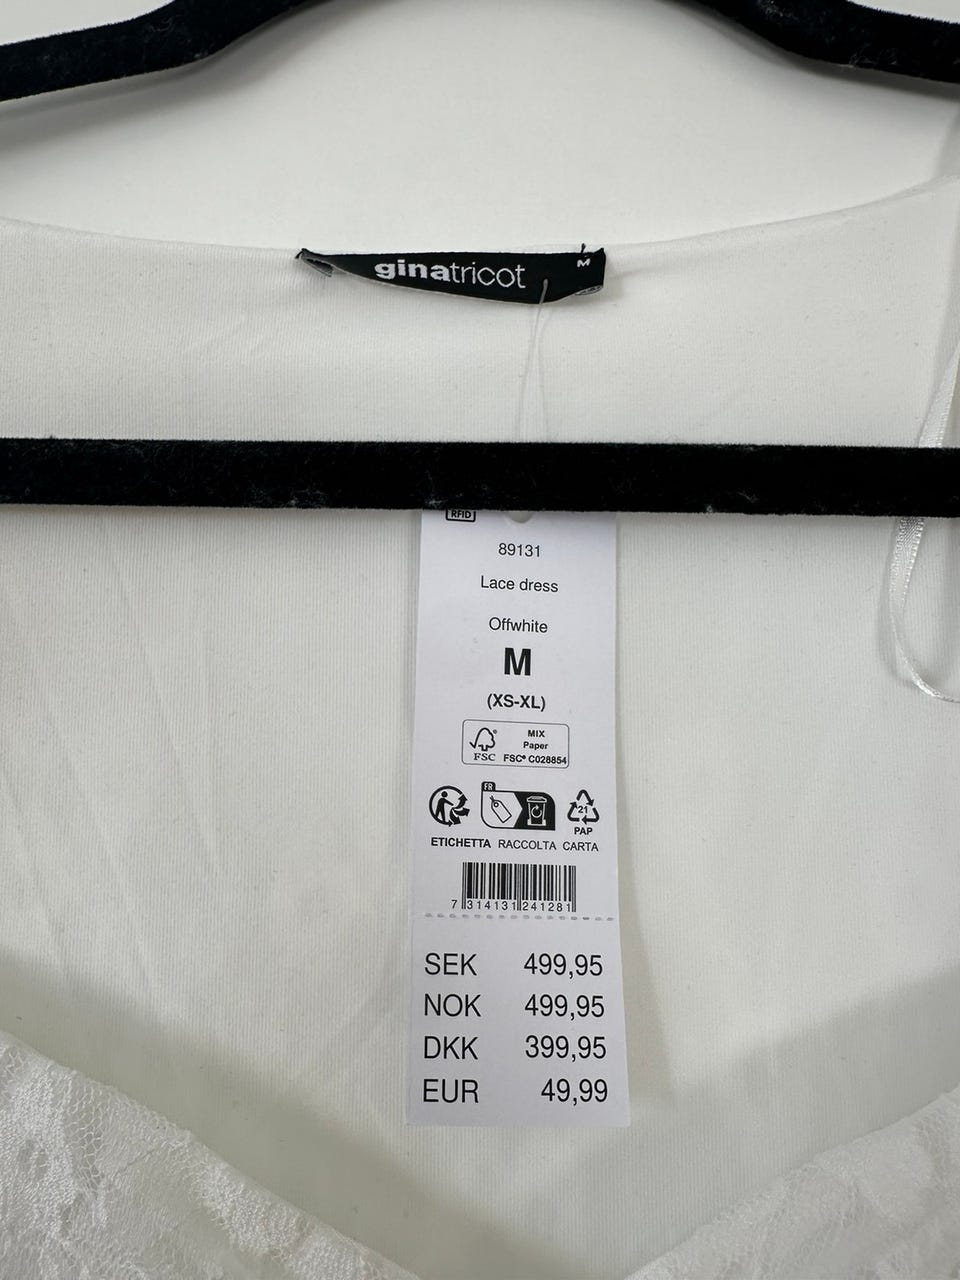 ginatricot
M
RFID
89131
Lace dress
Offwhite
M
(XS-XL)
MIX
Paper
FSC FSC® C028854
FR
21
PAP
ETICHETTA RACCOLTA CARTA
7 314131 241281
SEK 499,95
NOK 499,95
DKK 399,95
EUR 49,99